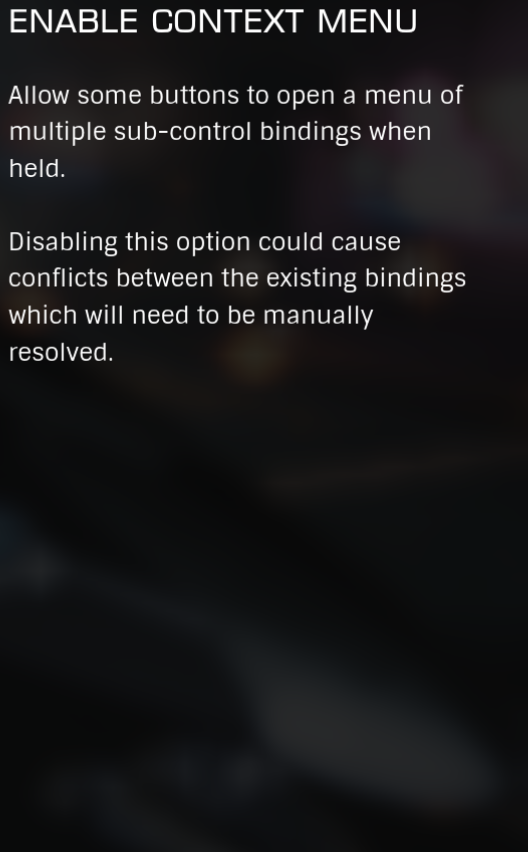 ENABLE CONTEXT MENU
Allow some buttons to open a menu of
multiple sub-control bindings when
held.
Disabling this option could cause
conflicts between the existing bindings
which will need to be manually
resolved.